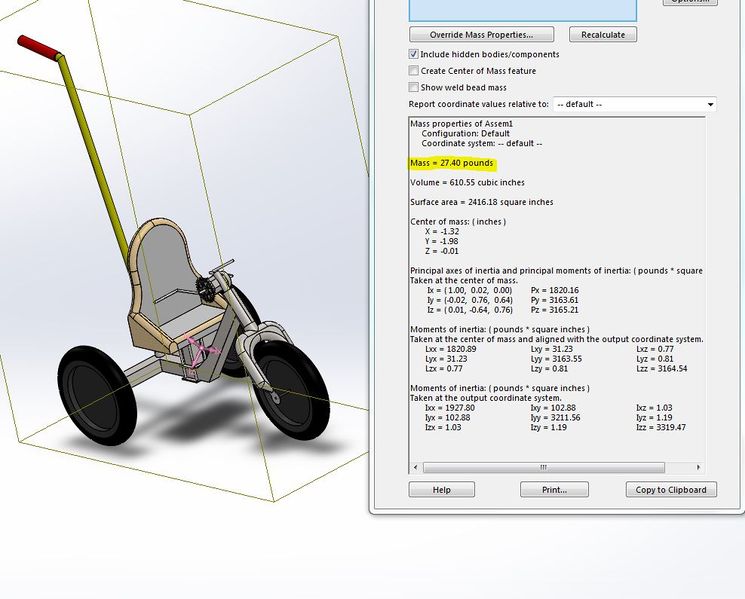 Options...
Override Mass Properties...
Recalculate
Include hidden bodies/components
Create Center of Mass feature
Show weld bead mass
Report coordinate values relative to: -- default --
Mass properties of Assem1
Configuration: Default
Coordinate system: -- default --
Mass = 27.40 pounds
Volume = 610.55 cubic inches
Surface area = 2416.18 square inches
Center of mass: ( inches )
X = -1.32
Y = -1.98
Z = -0.01
Principal axes of inertia and principal moments of inertia: ( pounds * square
Taken at the center of mass.
Ix = ( 1.00, 0.02, 0.00) Px = 1820.16
Iy = (-0.02, 0.76, 0.64) Py = 3163.61
Iz = ( 0.01, -0.64, 0.76) Pz = 3165.21
Moments of inertia: ( pounds * square inches )
Taken at the center of mass and aligned with the output coordinate system.
Lxx = 1820.89 Lxy = 31.23 Lxz = 0.77
Lyx = 31.23 Lyy = 3163.55 Lyz = 0.81
Lzx = 0.77 Lzy = 0.81 Lzz = 3164.54
Moments of inertia: ( pounds * square inches )
Taken at the output coordinate system.
Ixx = 1927.80 Ixy = 102.88 Ixz = 1.03
Iyx = 102.88 Iyy = 3211.56 Iyz = 1.19
Izx = 1.03 Izy = 1.19 Izz = 3319.47
Help
Print...
Copy to Clipboard